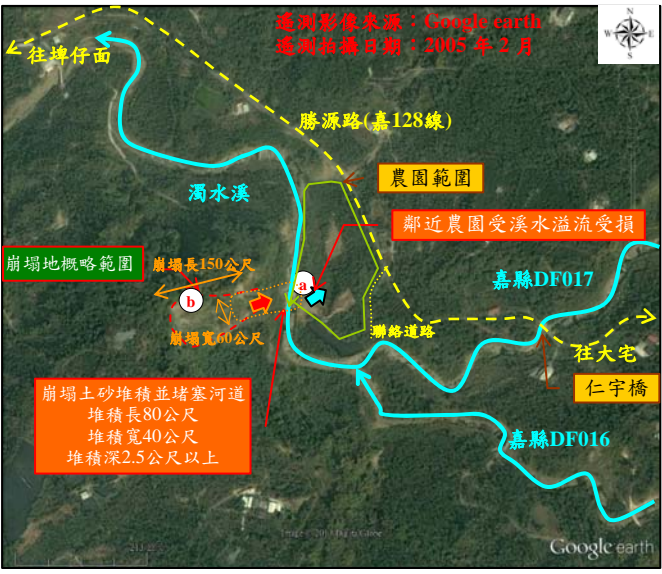 遙測影像來源：Google earth
遙測拍攝日期：2005 年 2 月
N
W
E
S
往埤仔面
勝源路(嘉128線)
農園範圍
濁水溪
鄰近農園受溪水溢流受損
崩塌地概略範圍
崩塌長150公尺
嘉縣DF017
a
b
崩塌寬60公尺
聯絡道路
往大宅
仁宇橋
崩塌土砂堆積並堵塞河道
堆積長80公尺
堆積寬40公尺
堆積深2.5公尺以上
嘉縣DF016
Google earth